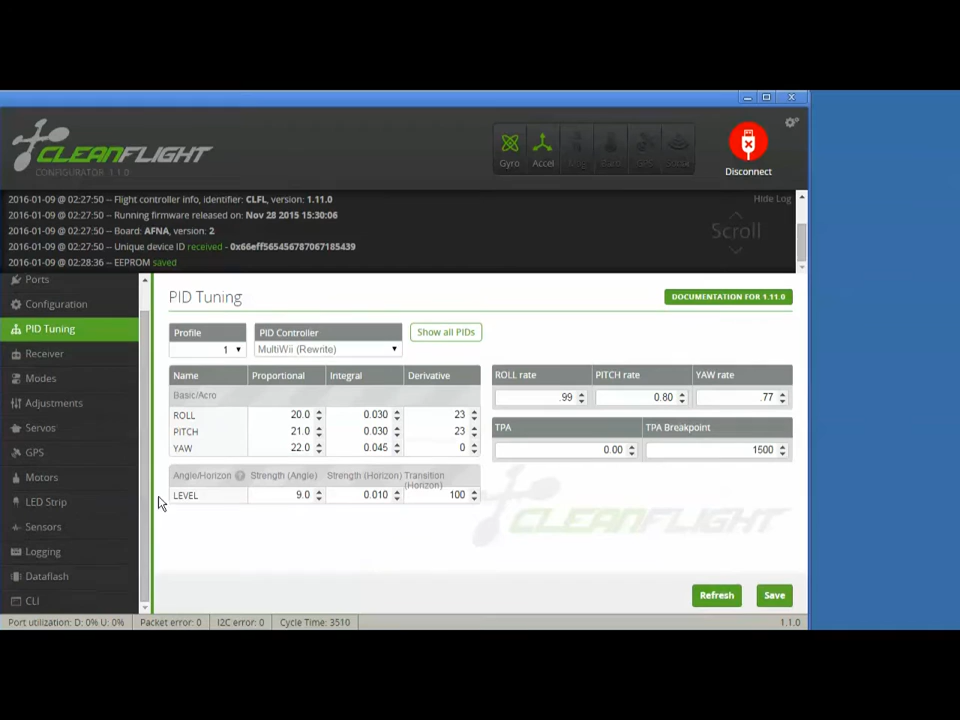 CLEANFLIGHT
CONFIGURATOR 1.1.0
Gyro Accel Mag Baro GPS Sonar
Disconnect
2016-01-09 @ 02:27:50 -- Flight controller info, identifier: CLFL, version: 1.11.0
Hide Log
2016-01-09 @ 02:27:50 -- Running firmware released on: Nov 28 2015 15:30:06
2016-01-09 @ 02:27:50 -- Board: AFNA, version: 2
Scroll
2016-01-09 @ 02:27:50 -- Unique device ID received - 0x66eff565456787067185439
2016-01-09 @ 02:28:36 -- EEPROM saved
Ports
Configuration
PID Tuning
Receiver
Modes
Adjustments
Servos
GPS
Motors
LED Strip
Sensors
Logging
Dataflash
CLI
PID Tuning
DOCUMENTATION FOR 1.11.0
Profile PID Controller Show all PIDs
1 MultiWii (Rewrite)
Name Proportional Integral Derivative
Basic/Acro
ROLL 20.0 0.030 23
PITCH 21.0 0.030 23
YAW 22.0 0.045 0
Angle/Horizon ? Strength (Angle) Strength (Horizon) Transition (Horizon)
LEVEL 9.0 0.010 100
ROLL rate PITCH rate YAW rate
.99 0.80 .77
TPA TPA Breakpoint
0.00 1500
CLEANFLIGHT
Refresh Save
Port utilization: D: 0% U: 0% Packet error: 0 I2C error: 0 Cycle Time: 3510 1.1.0